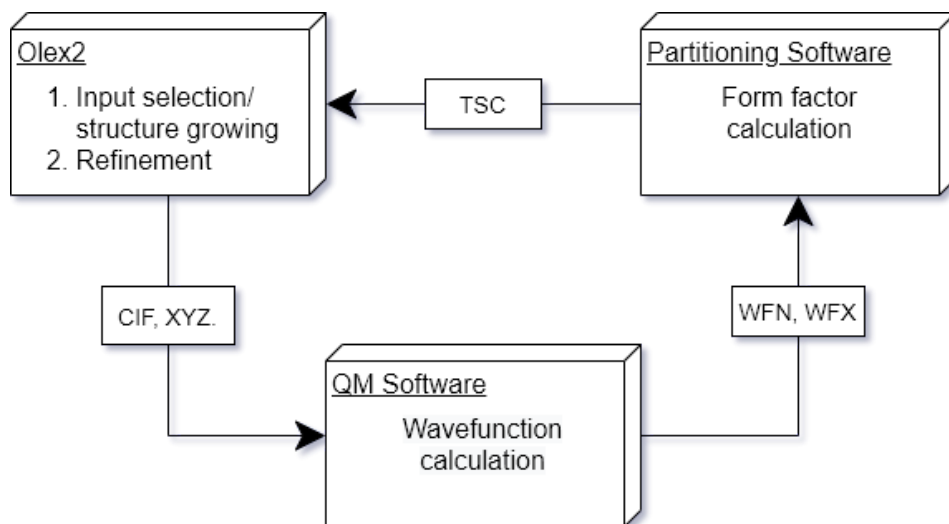 Olex2
1. Input selection/
structure growing
2. Refinement
TSC
Partitioning Software
Form factor
calculation
CIF, XYZ.
WFN, WFX
QM Software
Wavefunction
calculation